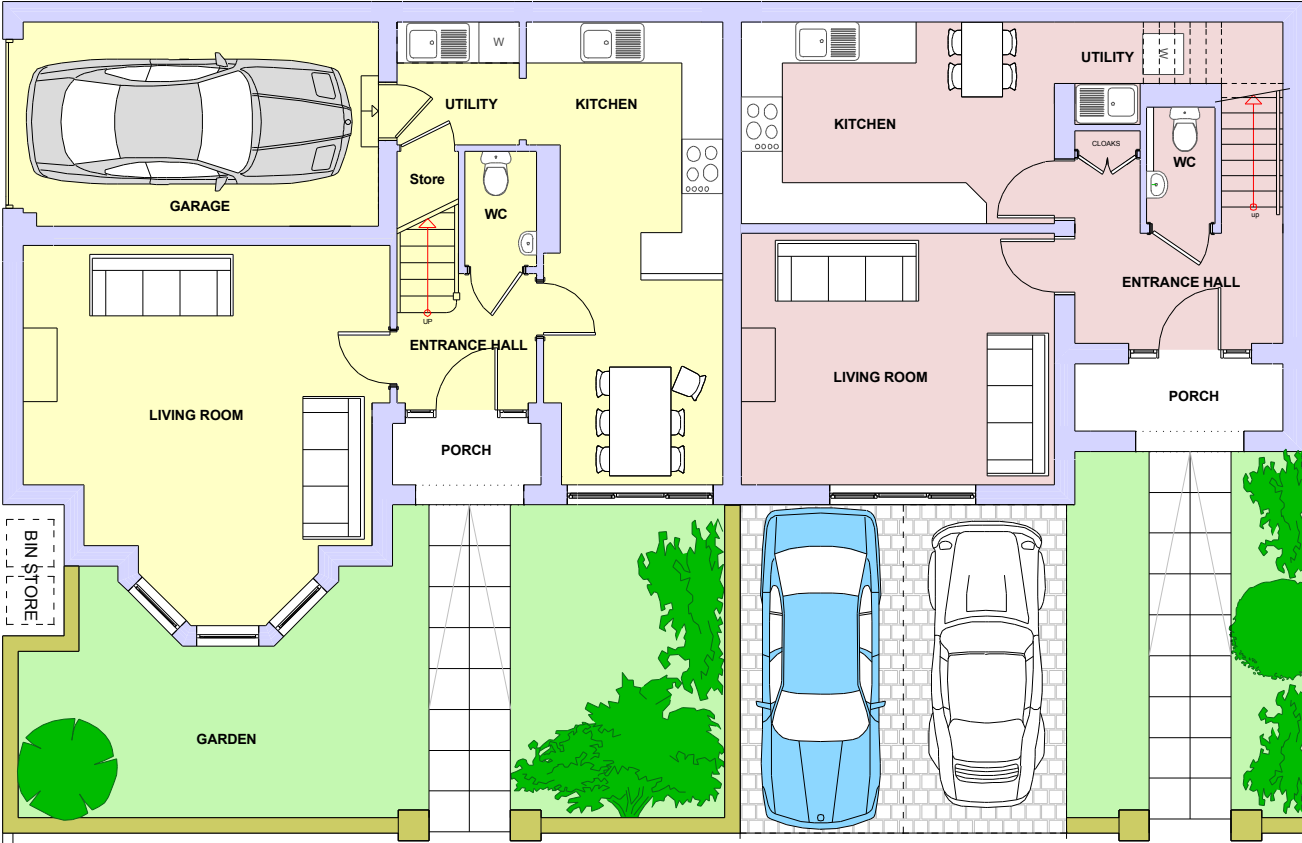 W
UTILITY
KITCHEN
Store
GARAGE
WC
UP
ENTRANCE HALL
LIVING ROOM
PORCH
BIN STORE
GARDEN
KITCHEN
UTILITY
W
CLOAKS
WC
up
ENTRANCE HALL
LIVING ROOM
PORCH